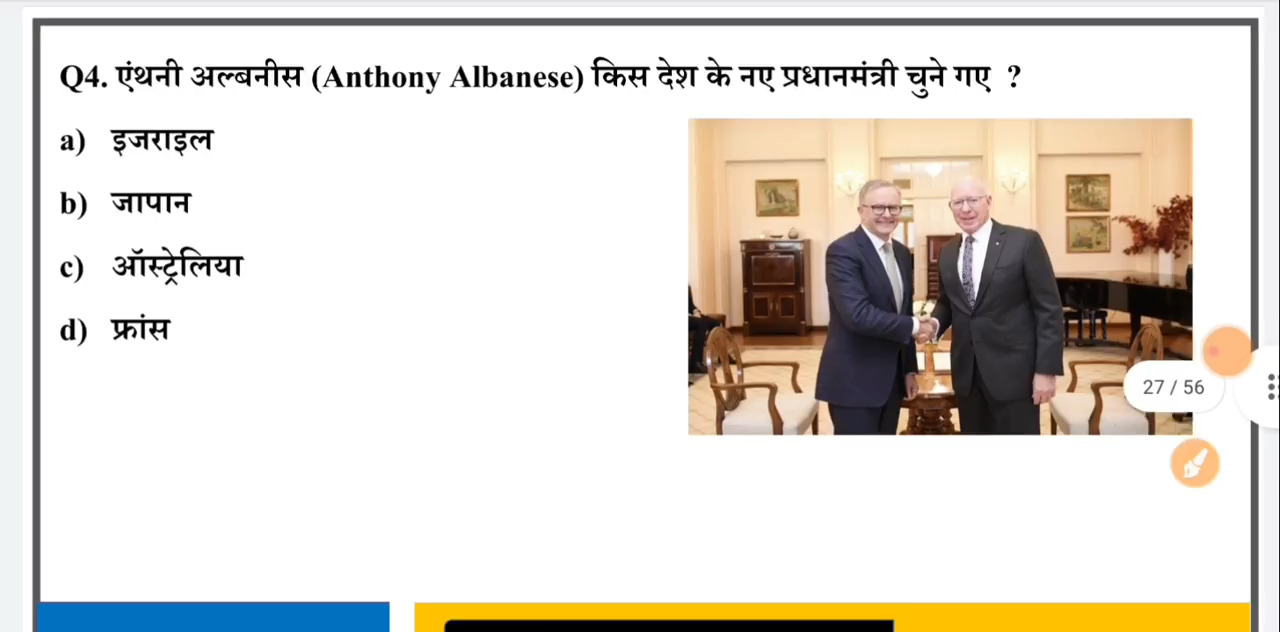 Q4. एंथनी अल्बनीस (Anthony Albanese) किस देश के नए प्रधानमंत्री चुने गए ?
a) इजराइल
b) जापान
c) ऑस्ट्रेलिया
d) फ्रांस
27 / 56